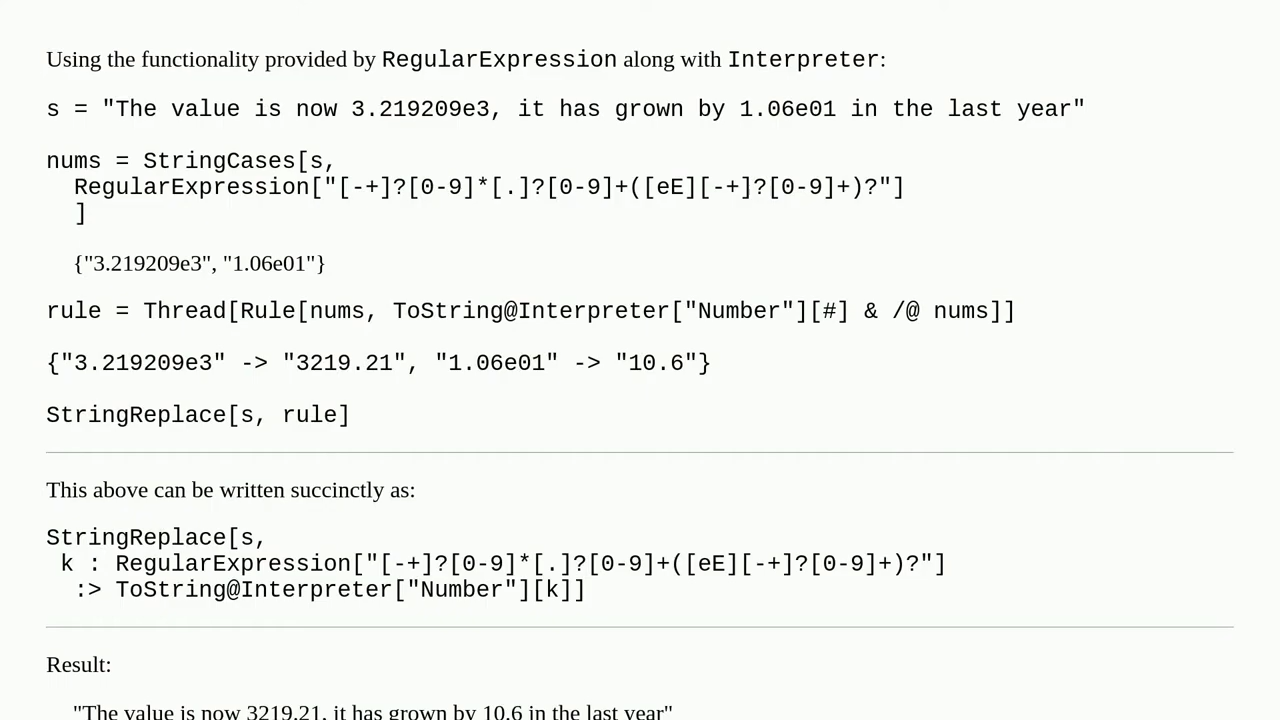 Using the functionality provided by RegularExpression along with Interpreter:
s = "The value is now 3.219209e3, it has grown by 1.06e01 in the last year"
nums = StringCases[s,
RegularExpression["[-+]?[0-9]*[.]?[0-9]+([eE][-+]?[0-9]+)?"]
]
{"3.219209e3", "1.06e01"}
rule = Thread[Rule[nums, ToString@Interpreter["Number"][#] & /@ nums]]
{"3.219209e3" -> "3219.21", "1.06e01" -> "10.6"}
StringReplace[s, rule]
This above can be written succinctly as:
StringReplace[s,
k : RegularExpression["[-+]?[0-9]*[.]?[0-9]+([eE][-+]?[0-9]+)?"]
:> ToString@Interpreter["Number"][k]]
Result:
"The value is now 3219.21, it has grown by 10.6 in the last year"